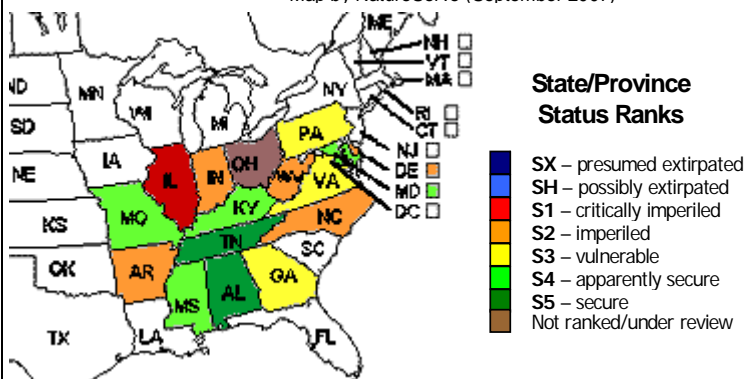 Map by NatureServe (September 2007)
ME
NH
VT
MA
ND
MN
WI
MI
NY
RI
CT
SD
IA
PA
NJ
DE
MD
DC
NE
IL
IN
OH
WV
VA
KS
MO
KY
NC
TN
OK
AR
SC
MS
AL
GA
TX
LA
FL
State/Province
Status Ranks
SX – presumed extirpated
SH – possibly extirpated
S1 – critically imperiled
S2 – imperiled
S3 – vulnerable
S4 – apparently secure
S5 – secure
Not ranked/under review